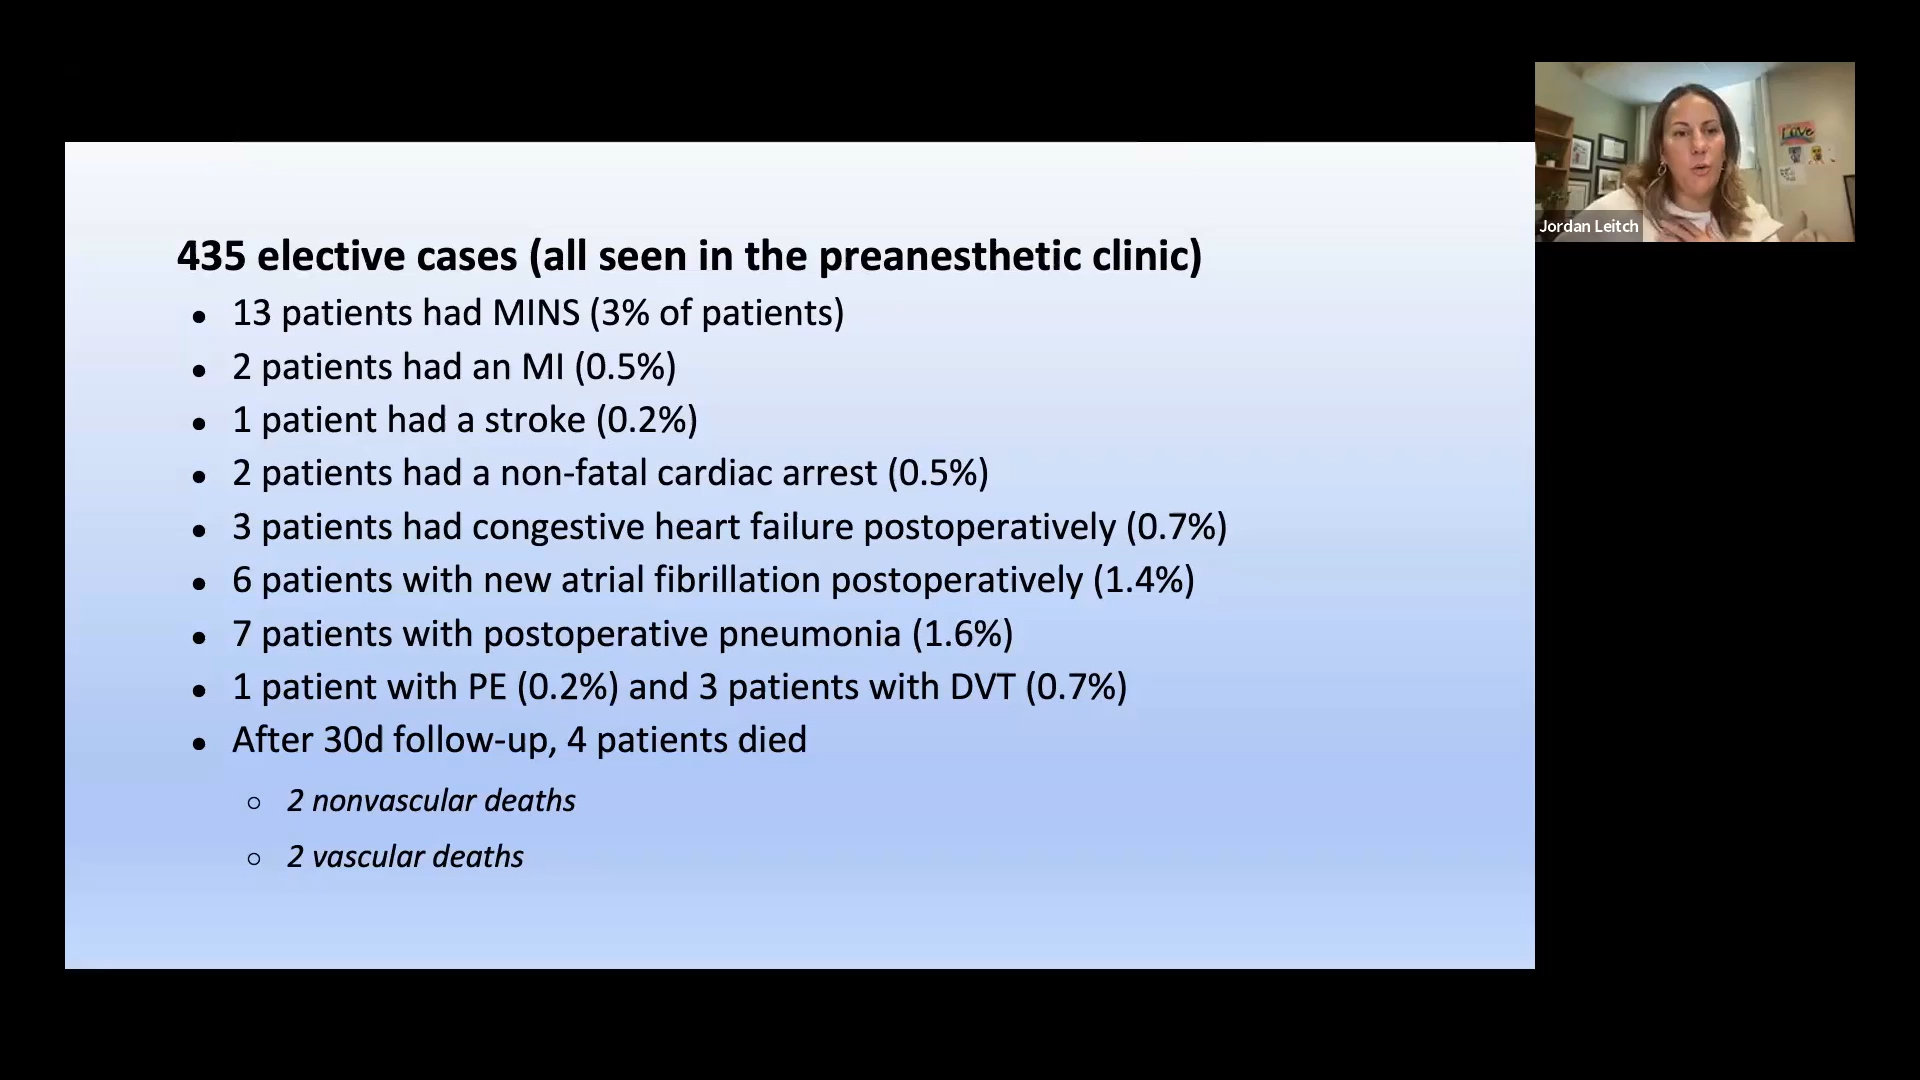 435 elective cases (all seen in the preanesthetic clinic)
• 13 patients had MINS (3% of patients)
• 2 patients had an MI (0.5%)
• 1 patient had a stroke (0.2%)
• 2 patients had a non-fatal cardiac arrest (0.5%)
• 3 patients had congestive heart failure postoperatively (0.7%)
• 6 patients with new atrial fibrillation postoperatively (1.4%)
• 7 patients with postoperative pneumonia (1.6%)
• 1 patient with PE (0.2%) and 3 patients with DVT (0.7%)
• After 30d follow-up, 4 patients died
○ 2 nonvascular deaths
○ 2 vascular deaths
Love
Jordan Leitch